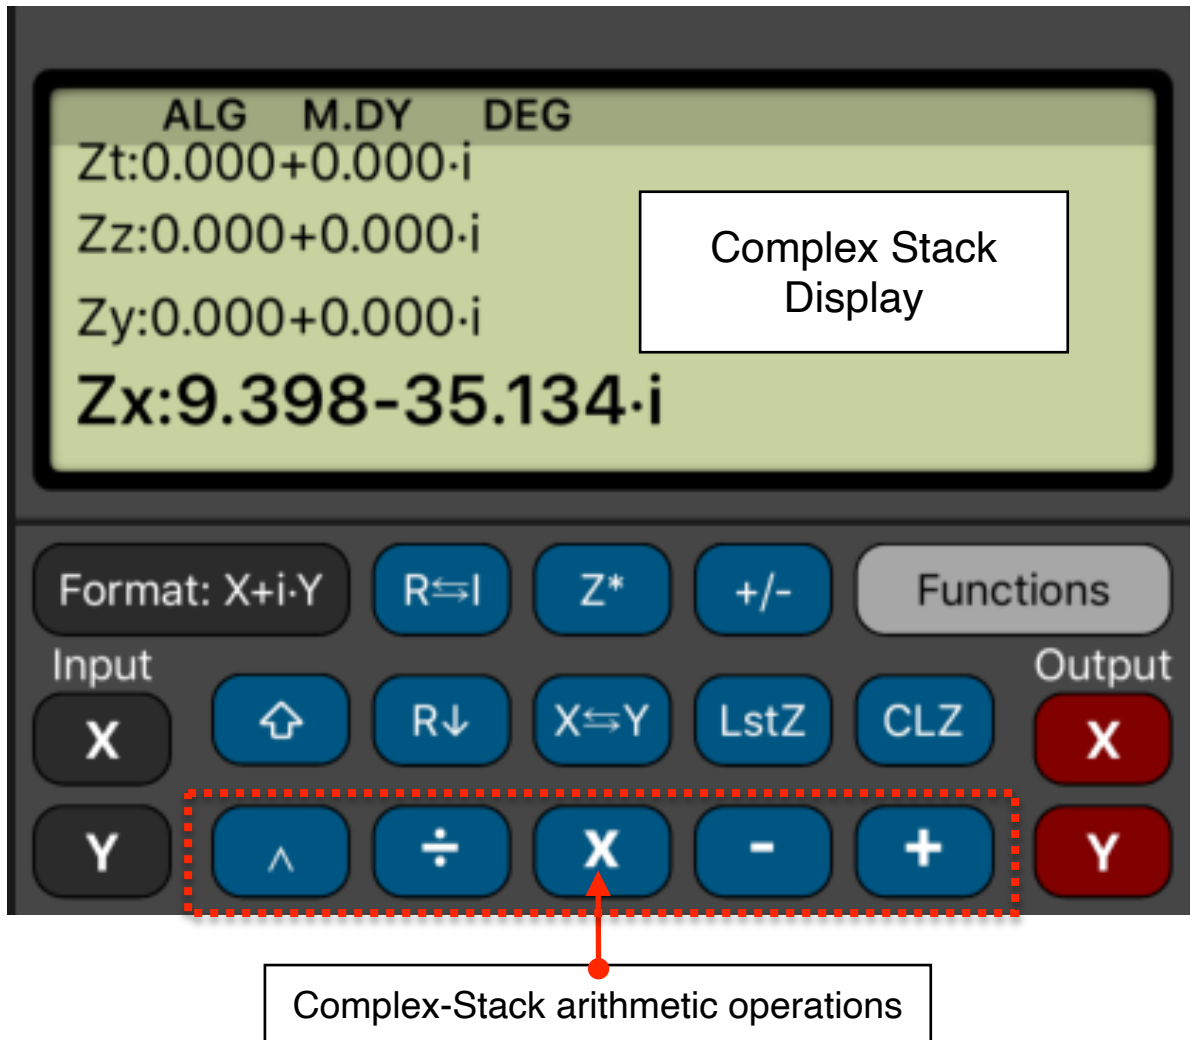 ALG M.DY DEG
Zt:0.000+0.000·i
Zz:0.000+0.000·i
Complex Stack
Display
Zy:0.000+0.000·i
Zx:9.398-35.134·i
Format: X+i·Y R⇆I Z* +/- Functions
Input Output
X ⇧ R↓ X⇆Y LstZ CLZ X
Y ^ ÷ x - + Y
Complex-Stack arithmetic operations